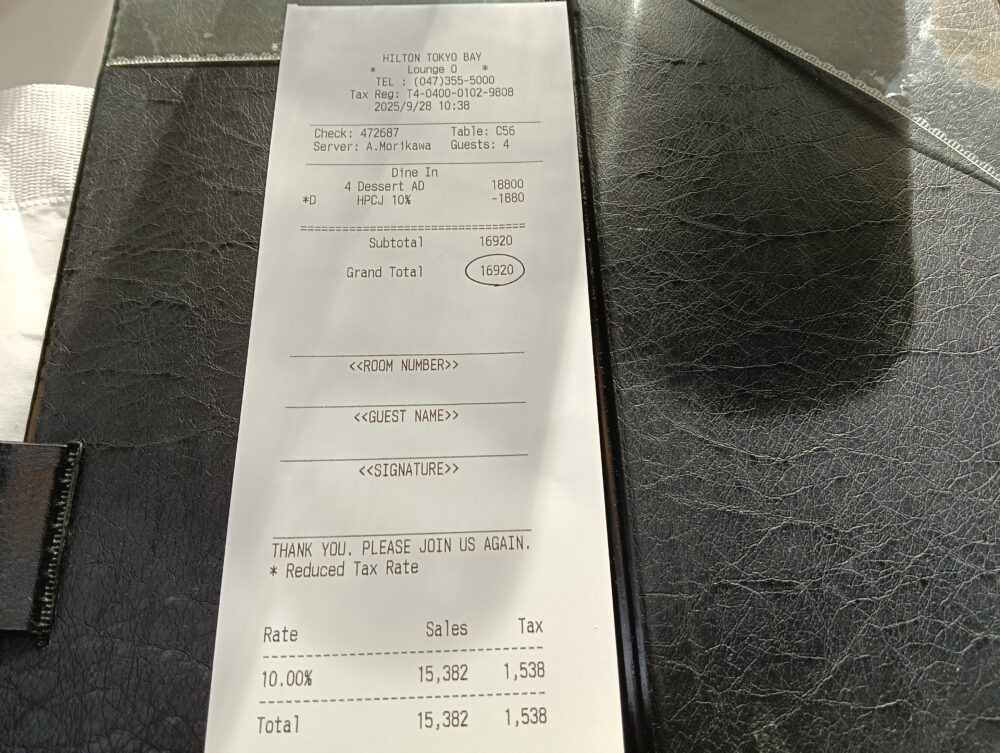 HILTON TOKYO BAY
* Lounge O *
TEL : (047)355-5000
Tax Reg: T4-0400-0102-9808
2025/9/28 10:38
Check: 472687 Table: C56
Server: A.Morikawa Guests: 4
Dine In
4 Dessert AD 18800
*D HPCJ 10% -1880
Subtotal 16920
Grand Total 16920
<<ROOM NUMBER>>
<<GUEST NAME>>
<<SIGNATURE>>
THANK YOU. PLEASE JOIN US AGAIN.
* Reduced Tax Rate
Rate Sales Tax
10.00% 15,382 1,538
Total 15,382 1,538